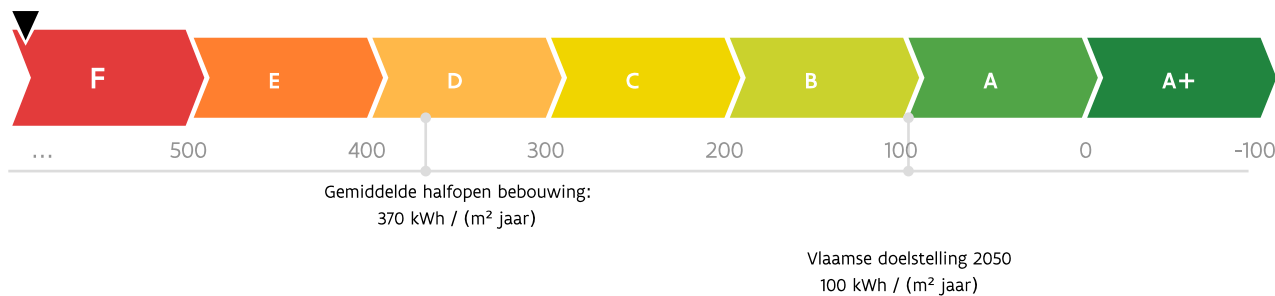 F E D C B A A+
... 500 400 300 200 100 0 -100
Gemiddelde halfopen bebouwing:
370 kWh / (m² jaar)
Vlaamse doelstelling 2050
100 kWh / (m² jaar)